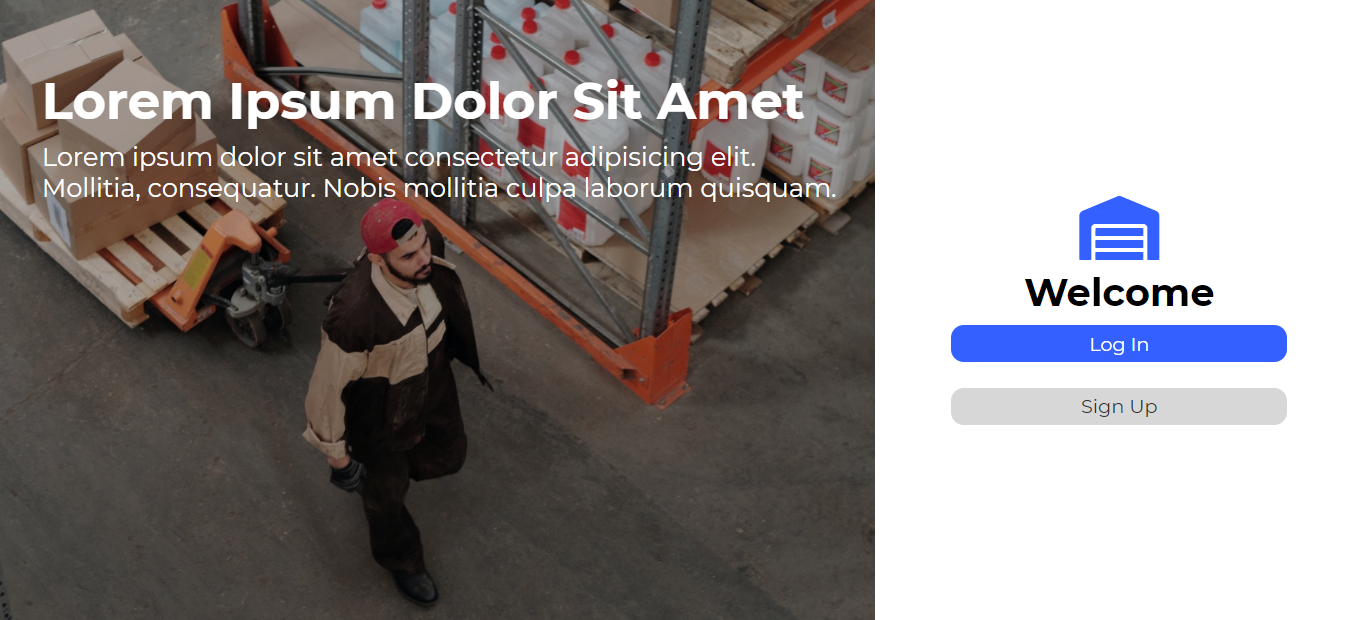 Lorem Ipsum Dolor Sit Amet
Lorem ipsum dolor sit amet consectetur adipisicing elit.
Mollitia, consequatur. Nobis mollitia culpa laborum quisquam.
Welcome
Log In
Sign Up